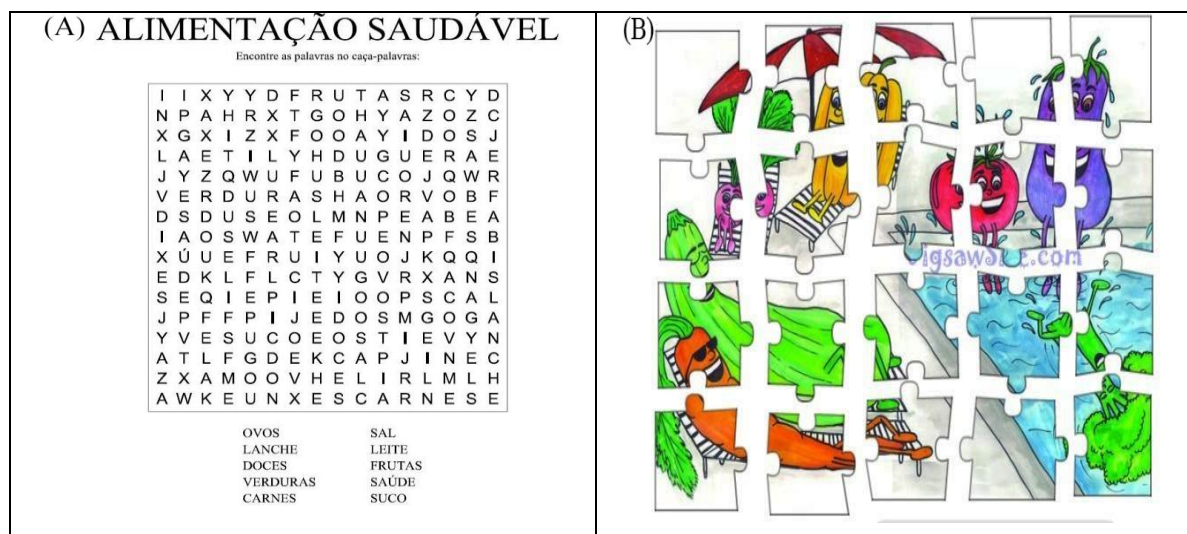 (A) ALIMENTAÇÃO SAUDÁVEL
Encontre as palavras no caça-palavras:
I I X Y Y D F R U T A S R C Y D
N P A H R X T G O H Y A Z O Z C
X G X I Z X F O O A Y I D O S J
L A E T I L Y H D U G U E R A E
J Y Z Q W U F U B U C O J Q W R
V E R D U R A S H A O R V O B F
D S D U S E O L M N P E A B E A
I A O S W A T E F U E N P F S B
X Ú U E F R U I Y U O J K Q Q I
E D K L F L C T Y G V R X A N S
S E Q I E P I E I O O P S C A L
J P F F P I J E D O S M G O G A
Y V E S U C O E O S T I E V Y N
A T L F G D E K C A P J I N E C
Z X A M O O V H E L I R L M L H
A W K E U N X E S C A R N E S E
OVOS SAL
LANCHE LEITE
DOCES FRUTAS
VERDURAS SAÚDE
CARNES SUCO
(B)